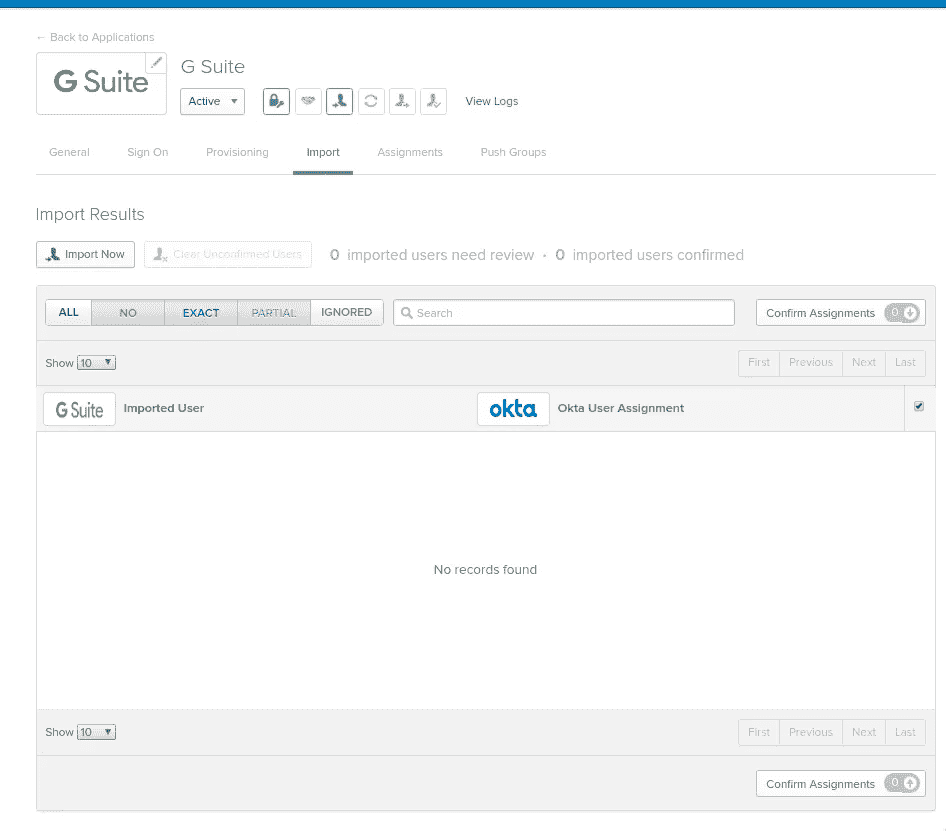 ← Back to Applications
G Suite
G Suite
Active
View Logs
General Sign On Provisioning Import Assignments Push Groups
Import Results
Import Now Clear Unconfirmed Users 0 imported users need review · 0 imported users confirmed
ALL NO EXACT PARTIAL IGNORED Search Confirm Assignments 0
Show 10 First Previous Next Last
G Suite Imported User okta Okta User Assignment
No records found
Show 10 First Previous Next Last
Confirm Assignments 0